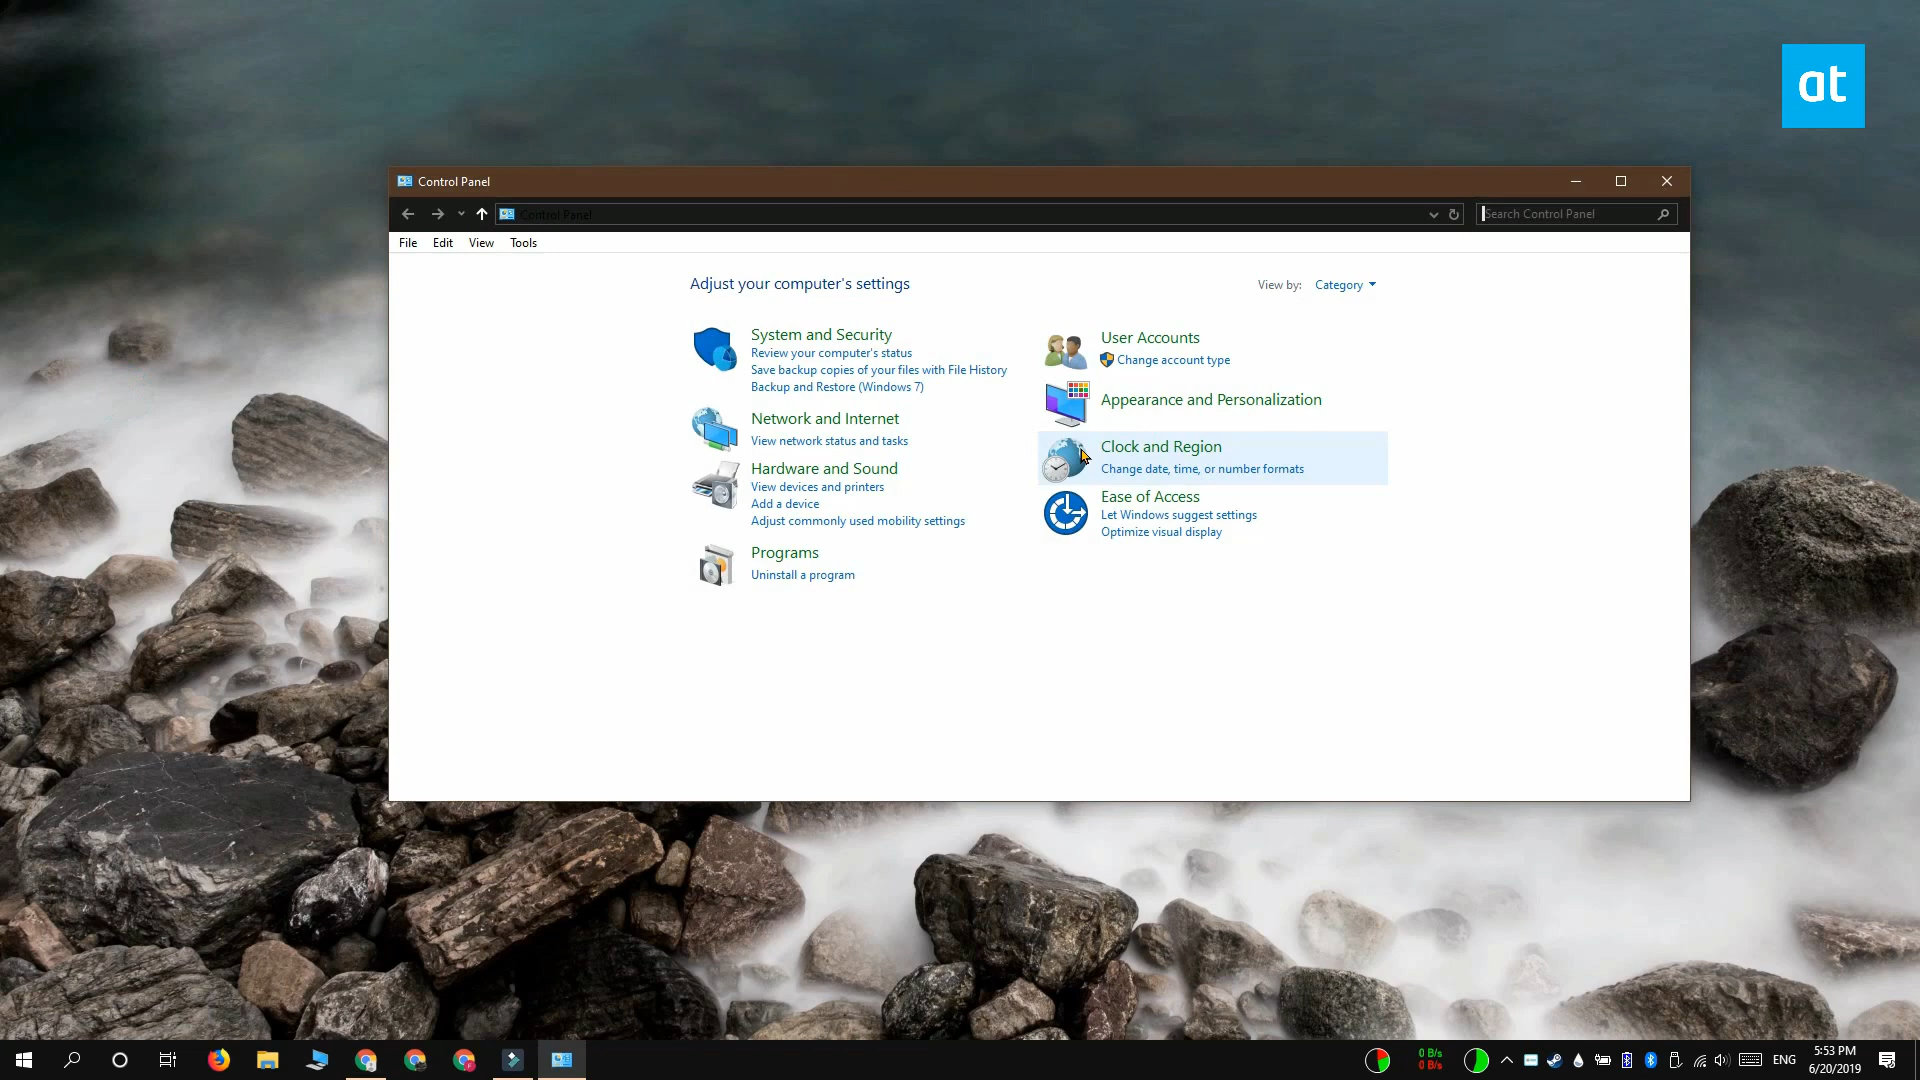 at
Control Panel
Control Panel
Search Control Panel
File Edit View Tools
Adjust your computer's settings
View by: Category
System and Security
Review your computer's status
Save backup copies of your files with File History
Backup and Restore (Windows 7)
Network and Internet
View network status and tasks
Hardware and Sound
View devices and printers
Add a device
Adjust commonly used mobility settings
Programs
Uninstall a program
User Accounts
Change account type
Appearance and Personalization
Clock and Region
Change date, time, or number formats
Ease of Access
Let Windows suggest settings
Optimize visual display
0 B/s
0 B/s
ENG
5:53 PM
6/20/2019